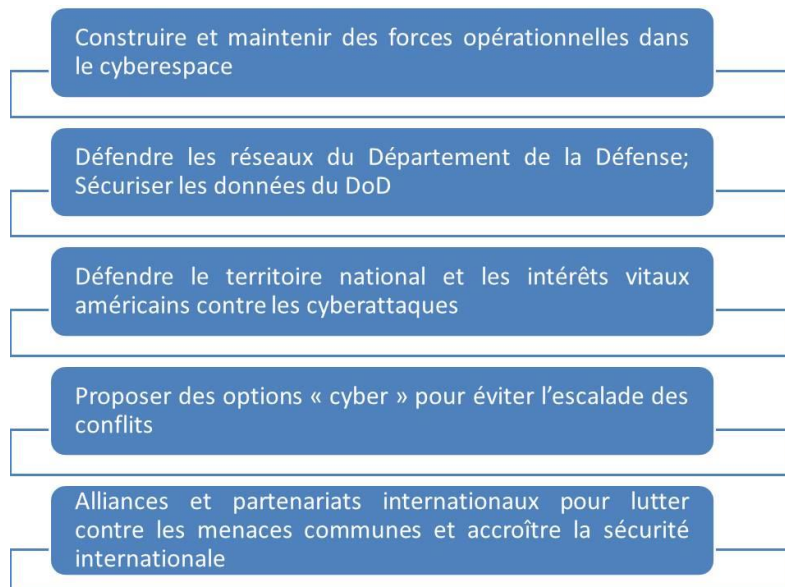 Construire et maintenir des forces opérationnelles dans
le cyberespace
Défendre les réseaux du Département de la Défense;
Sécuriser les données du DoD
Défendre le territoire national et les intérêts vitaux
américains contre les cyberattaques
Proposer des options « cyber » pour éviter l’escalade des
conflits
Alliances et partenariats internationaux pour lutter
contre les menaces communes et accroître la sécurité
internationale